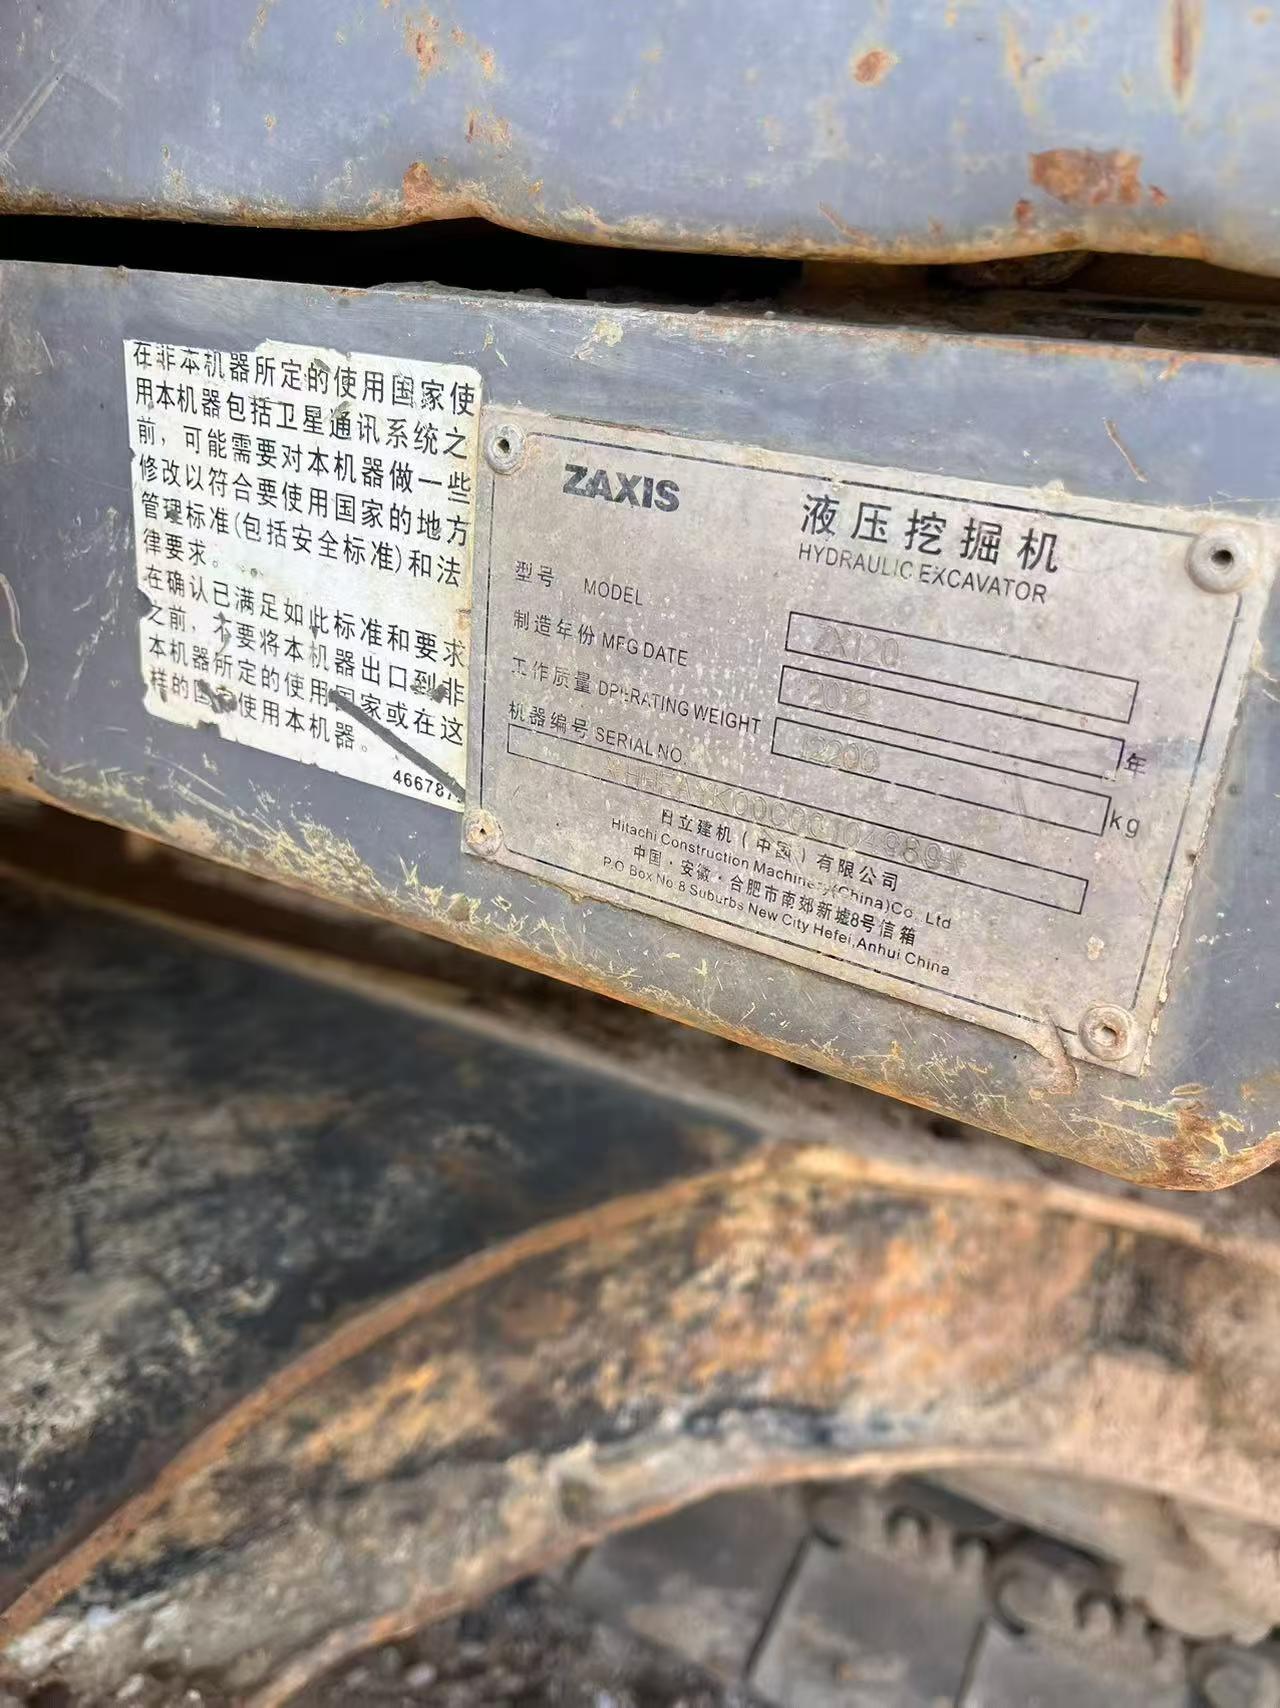 在非本机器所定的使用国家使
用本机器包括卫星通讯系统之
前，可能需要对本机器做一些
修改以符合要使用国家的地方
管理标准(包括安全标准)和法
律要求。
在确认已满足如此标准和要求
之前，不要将本机器出口到非
本机器所定的使用国家或在这
样的国家使用本机器。
466787
ZAXIS
液压挖掘机
HYDRAULIC EXCAVATOR
型号 MODEL ZX120
制造年份 MFG DATE 2012 年
工作质量 OPERATING WEIGHT 12200 kg
机器编号 SERIAL NO.
日立建机（中国）有限公司
Hitachi Construction Machinery(China)Co., Ltd
中国·安徽·合肥市南郊新墟8号信箱
P.O Box No.8 Suburbs New City Hefei,Anhui China